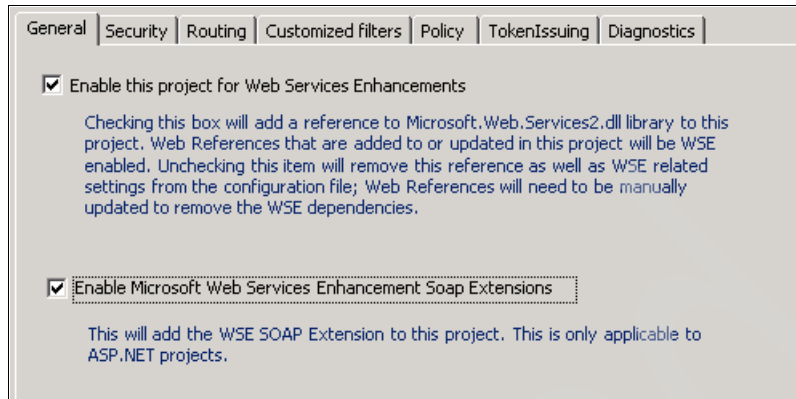 General Security Routing Customized filters Policy TokenIssuing Diagnostics
Enable this project for Web Services Enhancements
Checking this box will add a reference to Microsoft.Web.Services2.dll library to this
project. Web References that are added to or updated in this project will be WSE
enabled. Unchecking this item will remove this reference as well as WSE related
settings from the configuration file; Web References will need to be manually
updated to remove the WSE dependencies.
Enable Microsoft Web Services Enhancement Soap Extensions
This will add the WSE SOAP Extension to this project. This is only applicable to
ASP.NET projects.